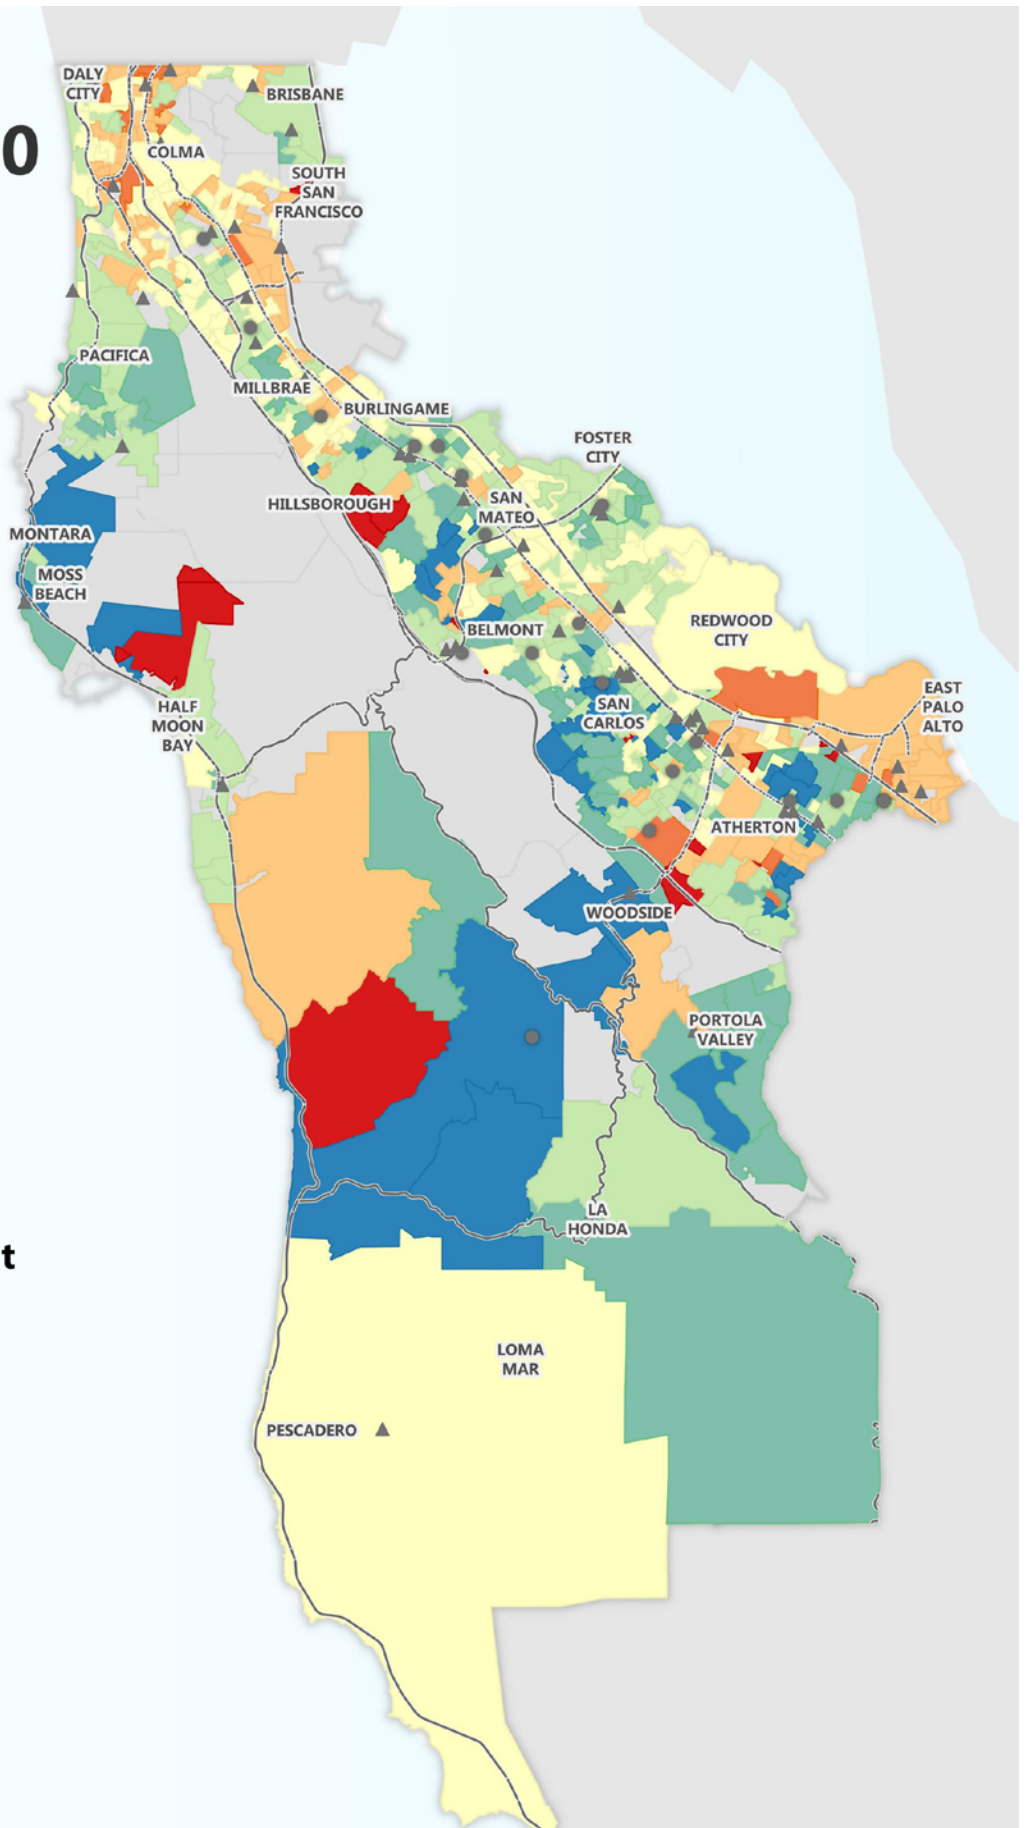 DALY
CITY
BRISBANE
0
COLMA
SOUTH
SAN
FRANCISCO
PACIFICA
MILLBRAE
BURLINGAME
FOSTER
CITY
HILLSBOROUGH
SAN
MATEO
MONTARA
MOSS
BEACH
BELMONT
REDWOOD
CITY
HALF
MOON
BAY
SAN
CARLOS
EAST
PALO
ALTO
ATHERTON
WOODSIDE
PORTOLA
VALLEY
LA
HONDA
t
LOMA
MAR
PESCADERO